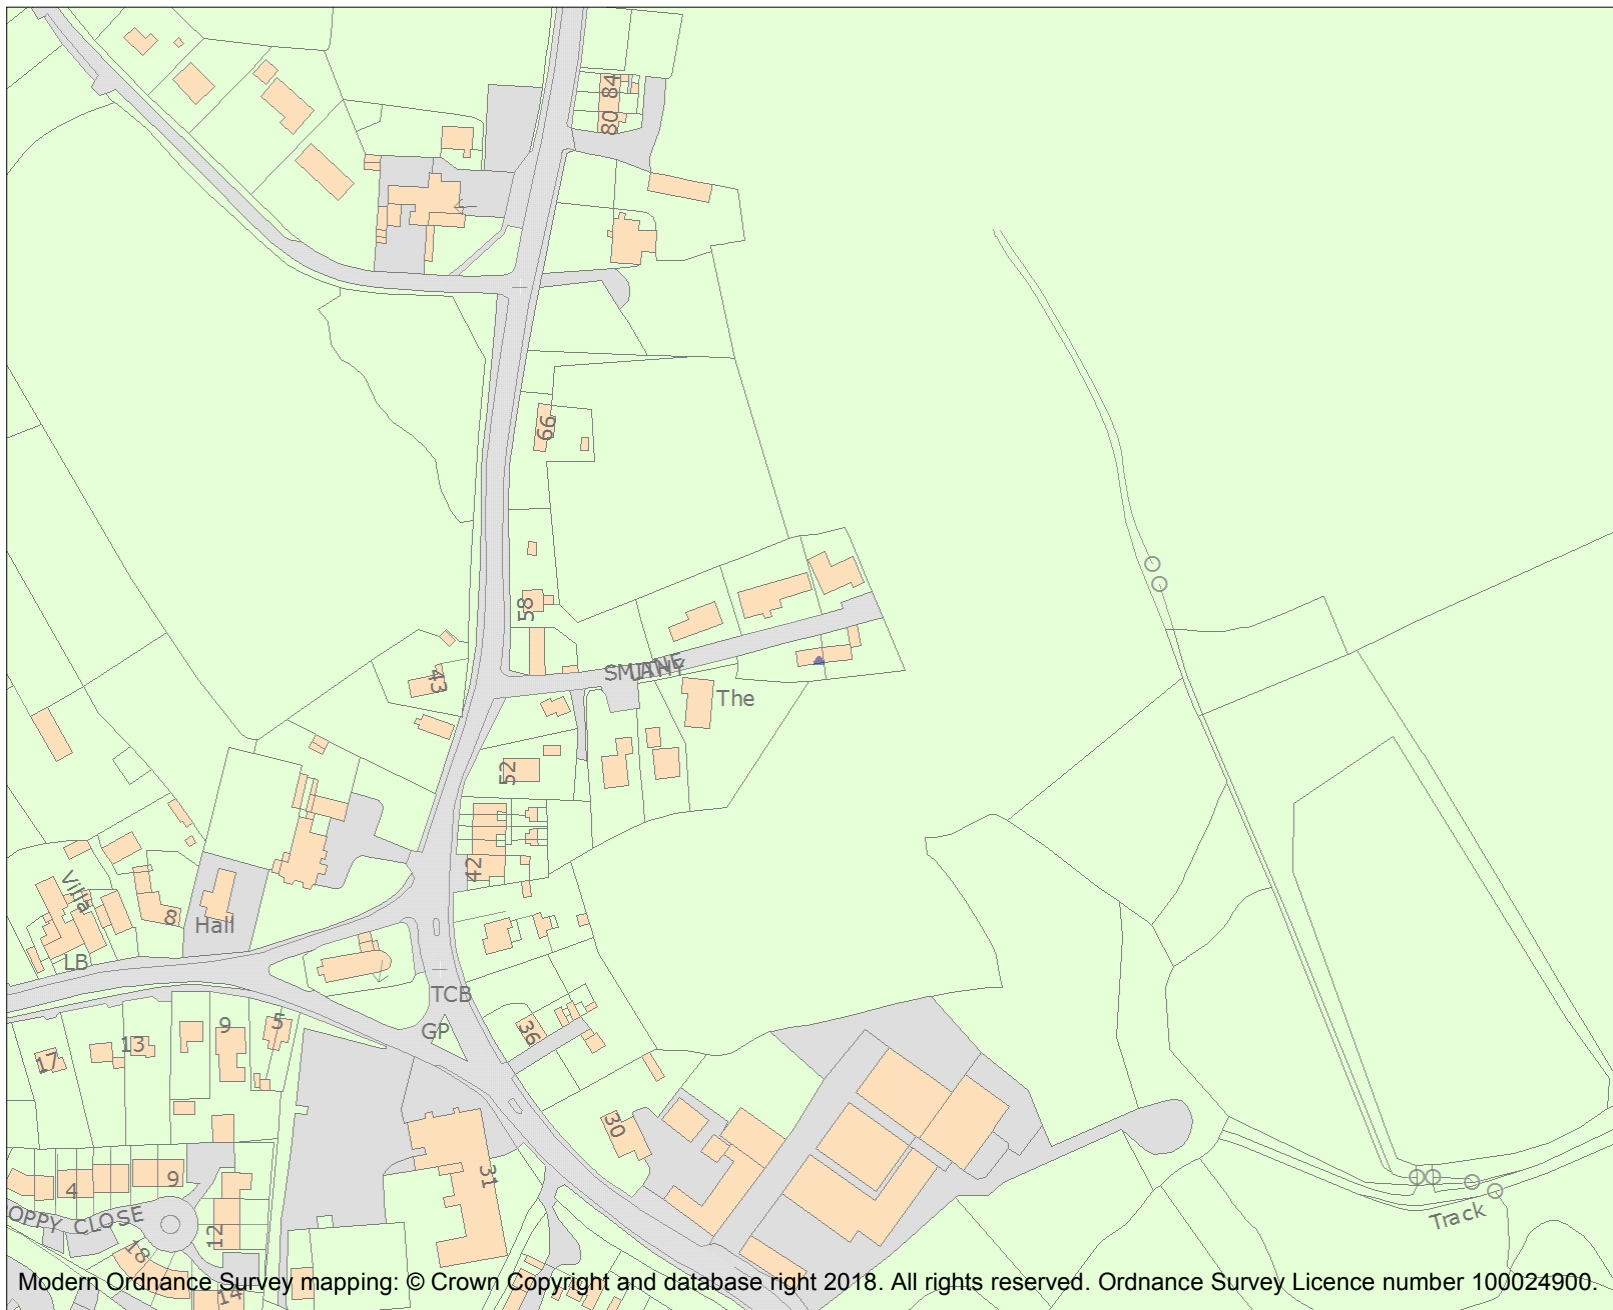 84
80
66
58
SMITHY
LANE
43
The
52
42
Villa
8
Hall
LB
TCB
GP
36
5
9
13
17
30
31
4
9
OPPY CLOSE
12
18
14
Track
Modern Ordnance Survey mapping: © Crown Copyright and database right 2018. All rights reserved. Ordnance Survey Licence number 100024900.